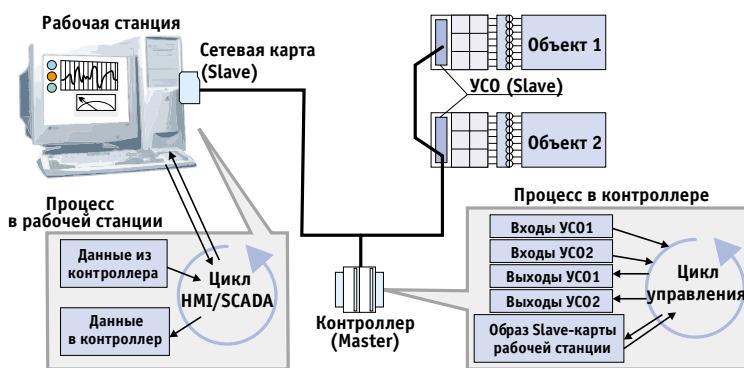 Рабочая станция
Сетевая карта
(Slave)
Объект 1
УСО (Slave)
Объект 2
Процесс
в рабочей станции
Данные из
контроллера
Данные
в контроллер
Цикл
HMI/SCADA
Контроллер
(Master)
Процесс в контроллере
Входы УСО1
Входы УСО2
Выходы УСО1
Выходы УСО2
Образ Slave-карты
рабочей станции
Цикл
управления